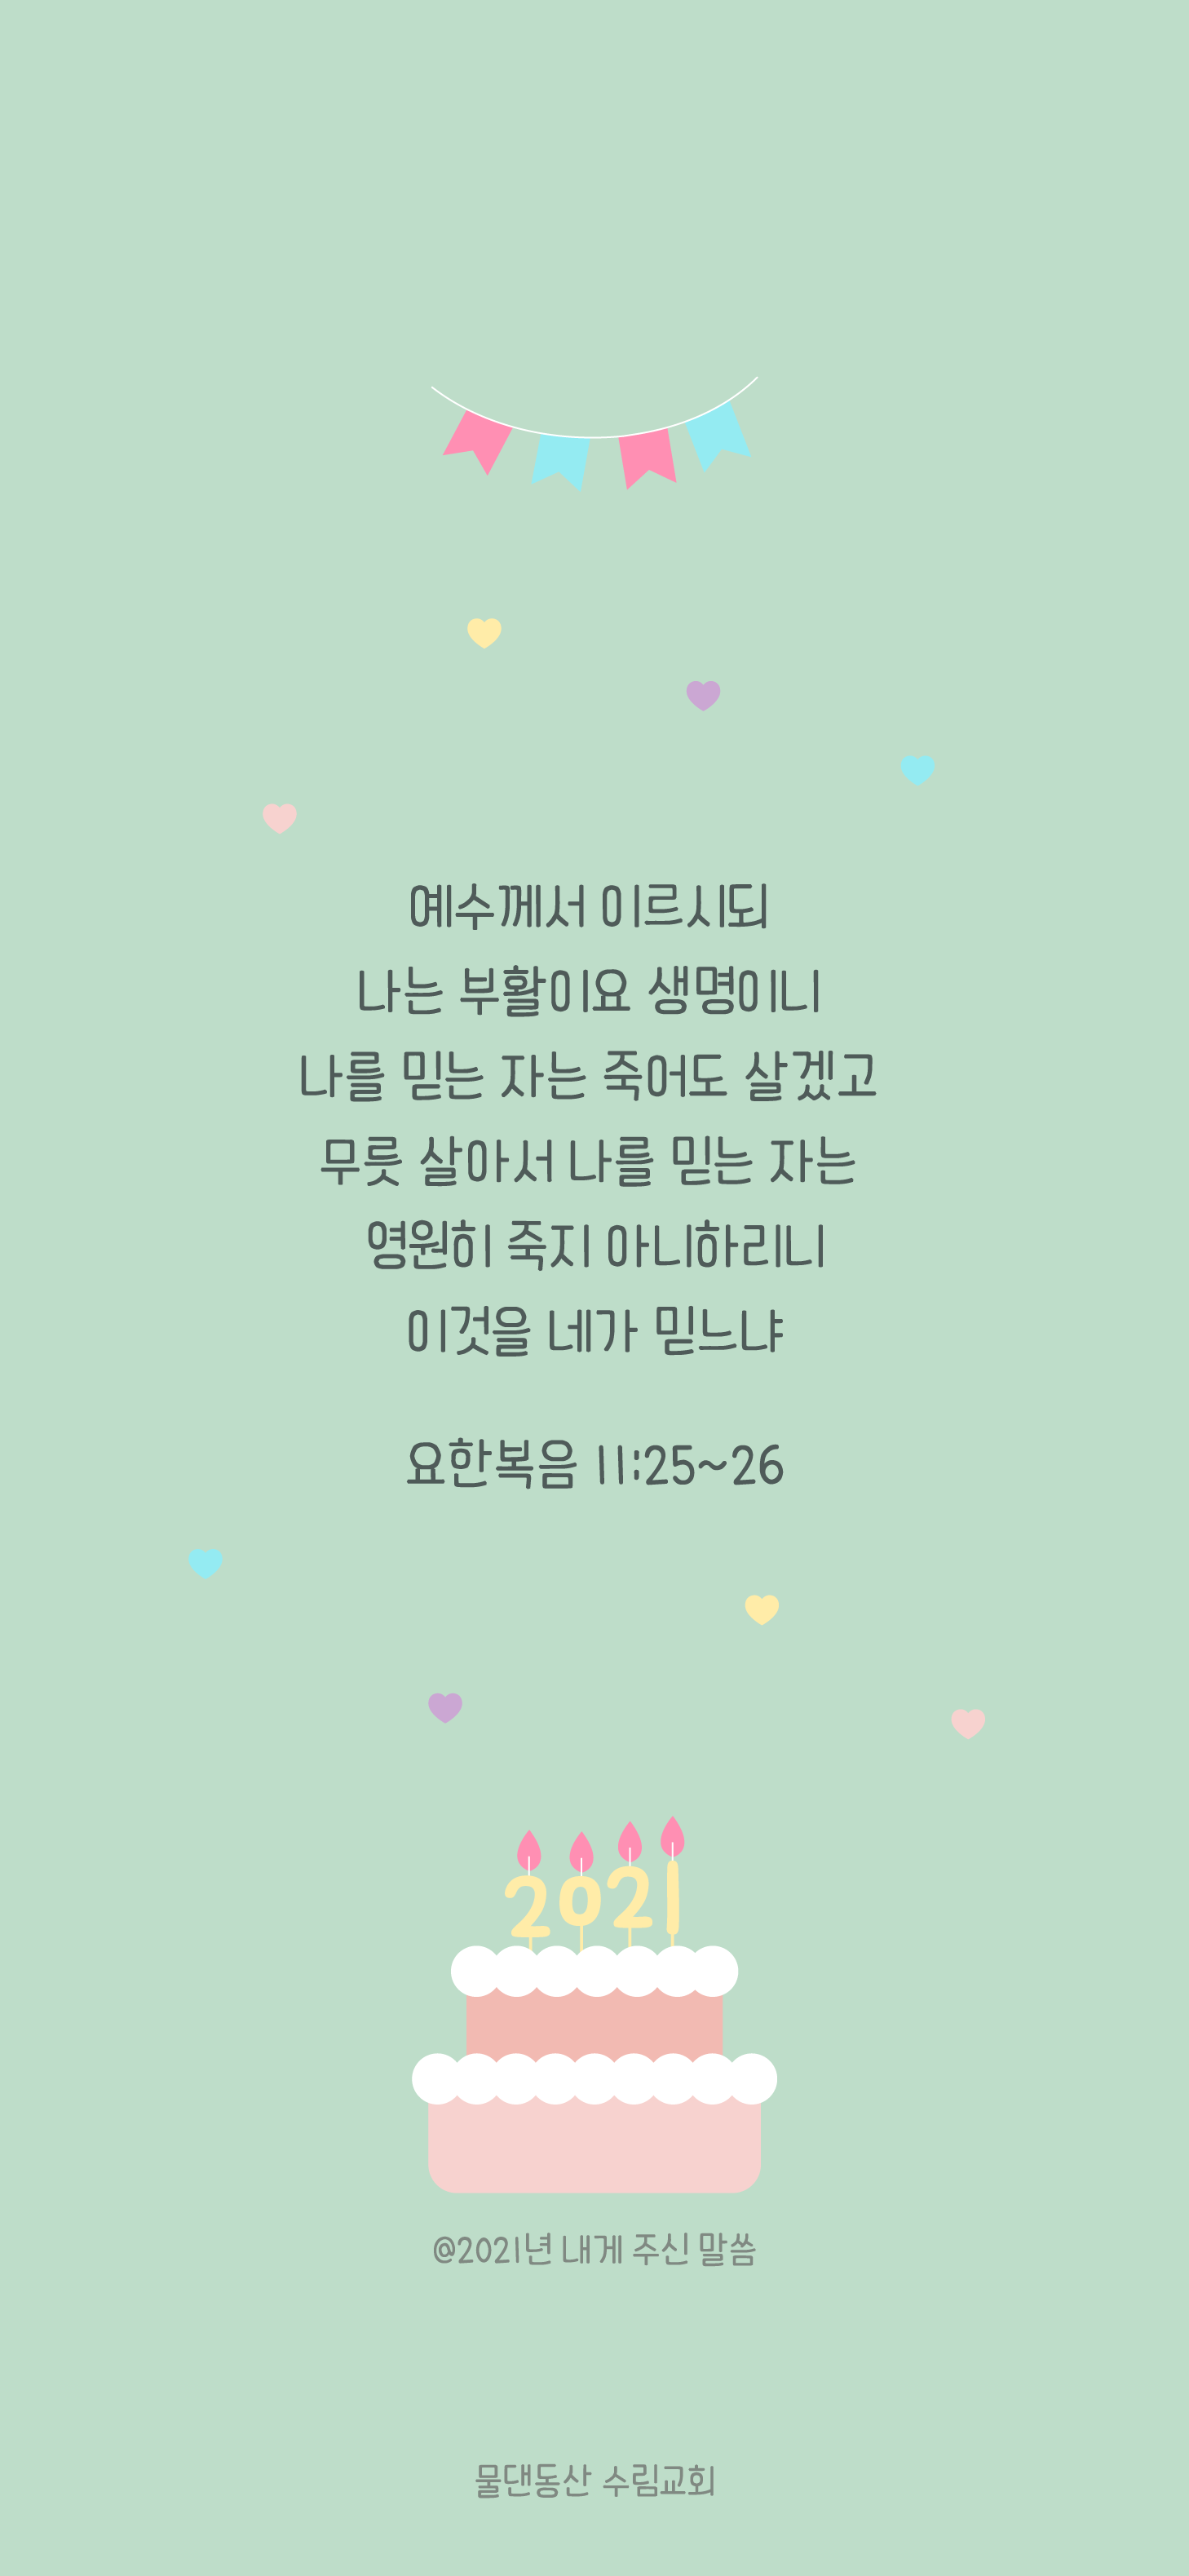 예수께서 이르시되
나는 부활이요 생명이니
나를 믿는 자는 죽어도 살겠고
무릇 살아서 나를 믿는 자는
영원히 죽지 아니하리니
이것을 네가 믿느냐
요한복음 11:25~26
2021
@2021년 내게 주신 말씀
물댄동산 수림교회